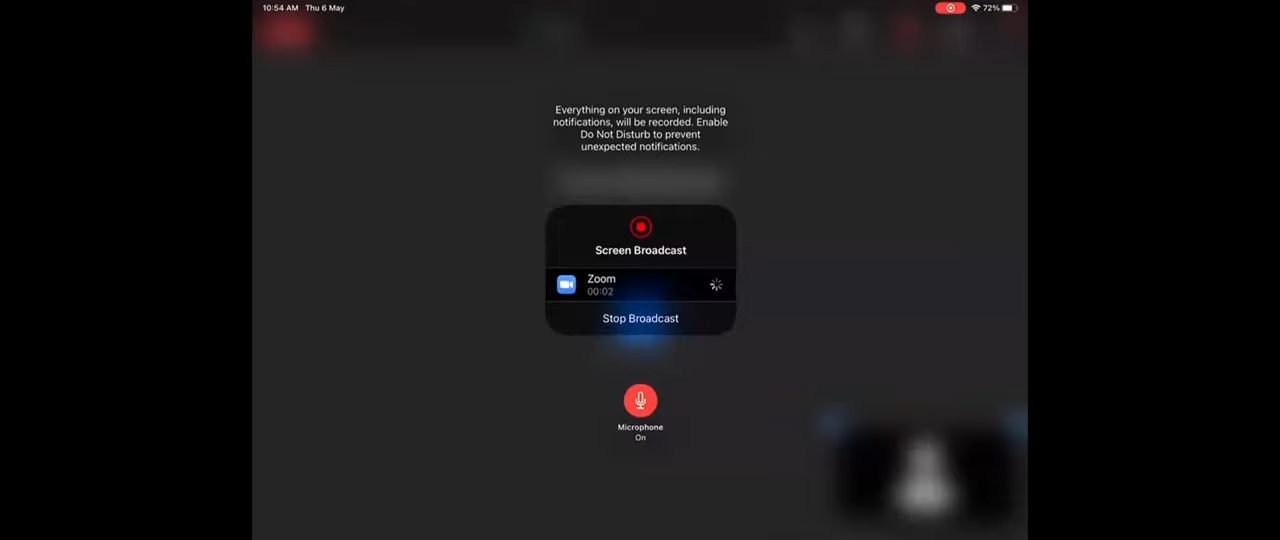 10:54 AM Thu 6 May
72%
Everything on your screen, including
notifications, will be recorded. Enable
Do Not Disturb to prevent
unexpected notifications.
Screen Broadcast
Zoom
00:02
Stop Broadcast
Microphone
On